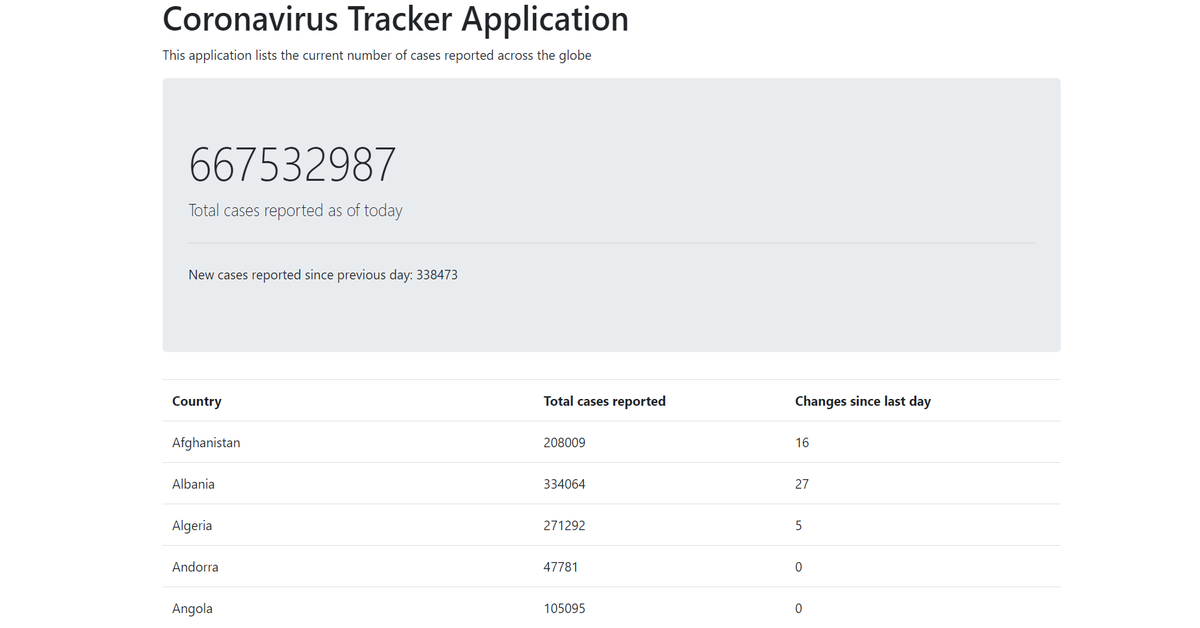 Coronavirus Tracker Application
This application lists the current number of cases reported across the globe
667532987
Total cases reported as of today
New cases reported since previous day: 338473
Country Total cases reported Changes since last day
Afghanistan 208009 16
Albania 334064 27
Algeria 271292 5
Andorra 47781 0
Angola 105095 0